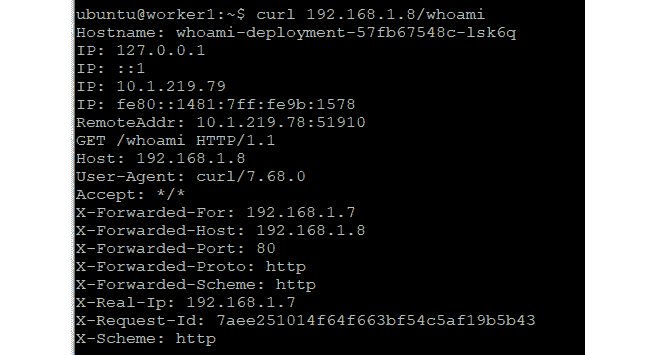 ubuntu@worker1:~$ curl 192.168.1.8/whoami
Hostname: whoami-deployment-57fb67548c-lsk6q
IP: 127.0.0.1
IP: ::1
IP: 10.1.219.79
IP: fe80::1481:7ff:fe9b:1578
RemoteAddr: 10.1.219.78:51910
GET /whoami HTTP/1.1
Host: 192.168.1.8
User-Agent: curl/7.68.0
Accept: */*
X-Forwarded-For: 192.168.1.7
X-Forwarded-Host: 192.168.1.8
X-Forwarded-Port: 80
X-Forwarded-Proto: http
X-Forwarded-Scheme: http
X-Real-Ip: 192.168.1.7
X-Request-Id: 7aee251014f64f663bf54c5af19b5b43
X-Scheme: http